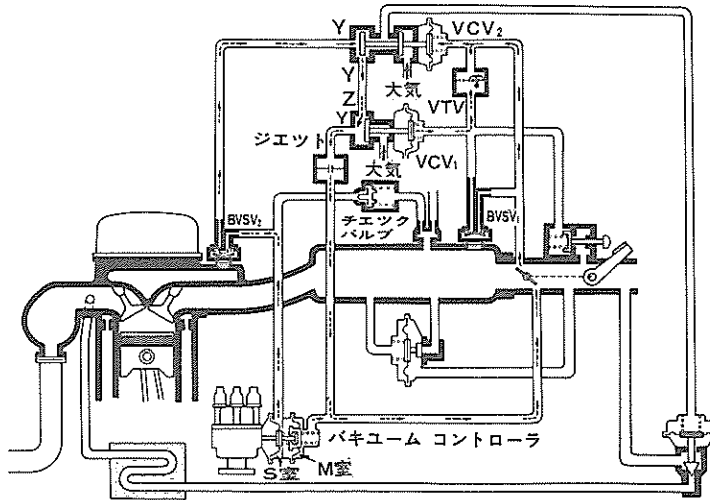 Y
VCV₂
Y
Z
大気
VTV
Y
ジエット
大気
VCV₁
BVSV₂
チエック
バルブ
BVSV₁
バキユーム コントローラ
S室
M室